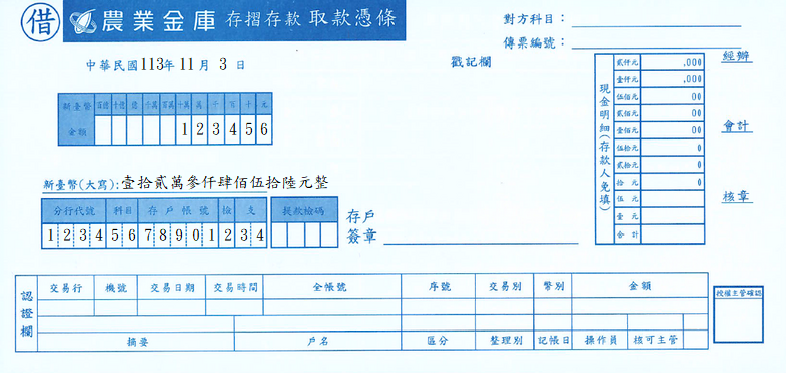 借 農業金庫 存摺存款 取款憑條
對方科目：
傳票編號：
中華民國113年 11月 3日
戳記欄
新臺幣 百億 十億 億 千萬 百萬 十萬 萬 千 百 十 元
金額 1 2 3 4 5 6
新臺幣(大寫)：壹拾貳萬參仟肆佰伍拾陸元整
分行代號 科目 存戶帳號 檢 支 提款檢碼
1 2 3 4 5 6 7 8 9 0 1 2 3 4
存戶
簽章
現金明細(存款人免填)
貳仟元 ,000
壹仟元 ,000
伍佰元 00
貳佰元 00
壹佰元 00
伍拾元 0
貳拾元 0
拾元 0
伍元
壹元
合計
經辦
會計
核章
認證欄
交易行 機號 交易日期 交易時間 全帳號 序號 交易別 幣別 金額
摘要 戶名 區分 整理別 記帳日 操作員 核可主管
授權主管確認